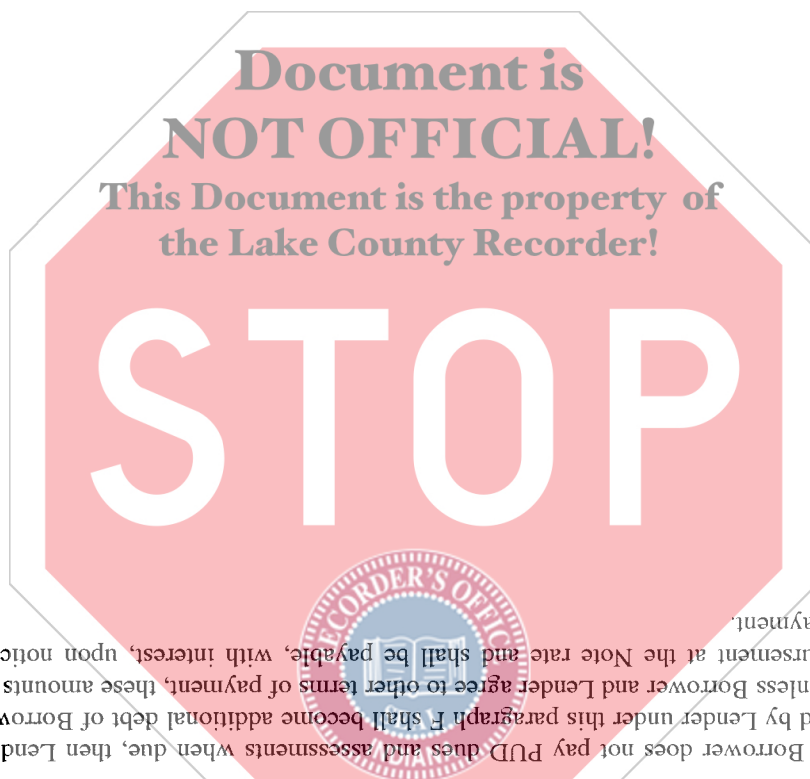 Document is
NOT OFFICIAL!
This Document is the property of
the Lake County Recorder!
STOP
RECORDER'S OFFICE
Borrower does not pay PUD dues and assessments when due, then Lend
d by Lender under this paragraph F shall become additional debt of Borrow
nless Borrower and Lender agree to other terms of payment, these amounts
ursement at the Note rate and shall be payable, with interest, upon notic
ayment.